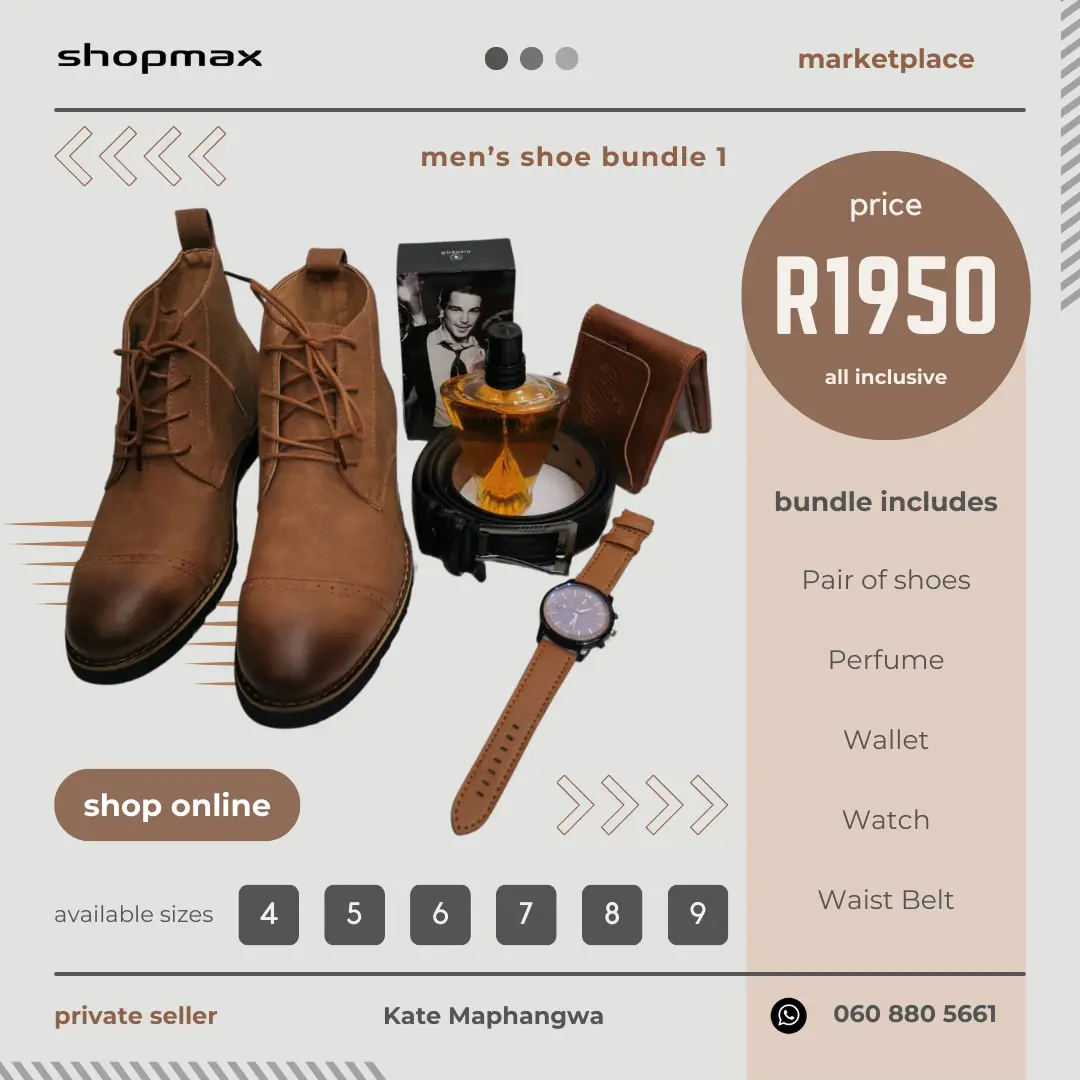 shopmax
marketplace
men's shoe bundle 1
price
R1950
all inclusive
bundle includes
Pair of shoes
Perfume
Wallet
Watch
Waist Belt
shop online
available sizes 4 5 6 7 8 9
private seller
Kate Maphangwa
060 880 5661